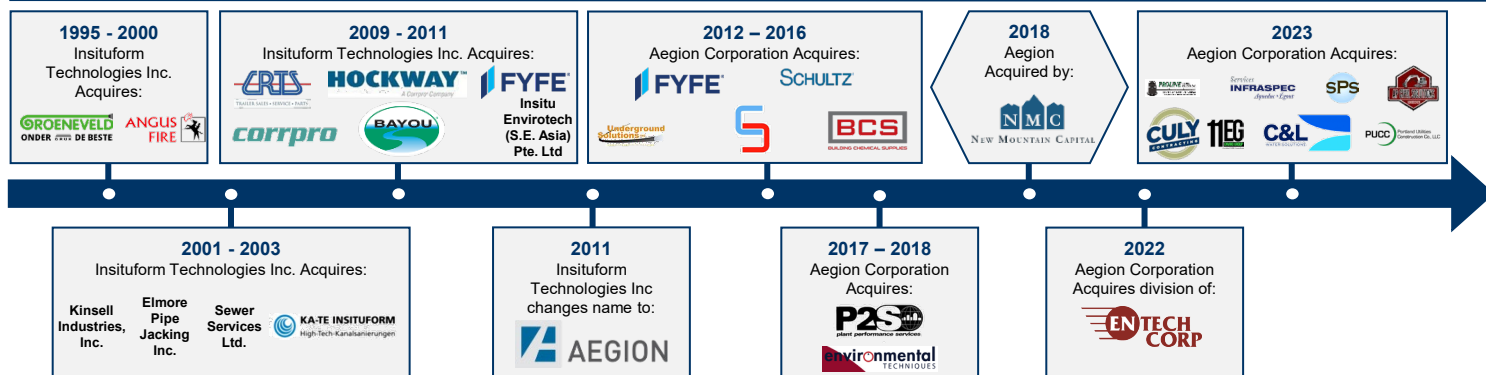 1995 - 2000
Insituform
Technologies Inc.
Acquires:
GROENEVELD
ONDER DE BESTE
ANGUS
FIRE
2009 - 2011
Insituform Technologies Inc. Acquires:
CRTS
TRAILER SALES • SERVICE • PARTS
HOCKWAY™
A Corrpro Company
FYFE®
corrpro
BAYOU
Insitu
Envirotech
(S.E. Asia)
Pte. Ltd
2012 – 2016
Aegion Corporation Acquires:
FYFE®
SCHULTZ
Underground
Solutions
BCS
BUILDING CHEMICAL SUPPLIES
2018
Aegion
Acquired by:
NMC
NEW MOUNTAIN CAPITAL
2023
Aegion Corporation Acquires:
Services
INFRASPEC
SPS
CULY
CONTRACTING
11EG
C&L
WATER SOLUTIONS
PUCC
Portland Utilities
Construction Co., LLC
2001 - 2003
Insituform Technologies Inc. Acquires:
Kinsell
Industries,
Inc.
Elmore
Pipe
Jacking
Inc.
Sewer
Services
Ltd.
KA-TE INSITUFORM
High-Tech-Kanalsanierungen
2011
Insituform
Technologies Inc
changes name to:
AEGION
2017 – 2018
Aegion Corporation
Acquires:
P2S
plant performance services
environmental
TECHNIQUES
2022
Aegion Corporation
Acquires division of:
ENTECH
CORP